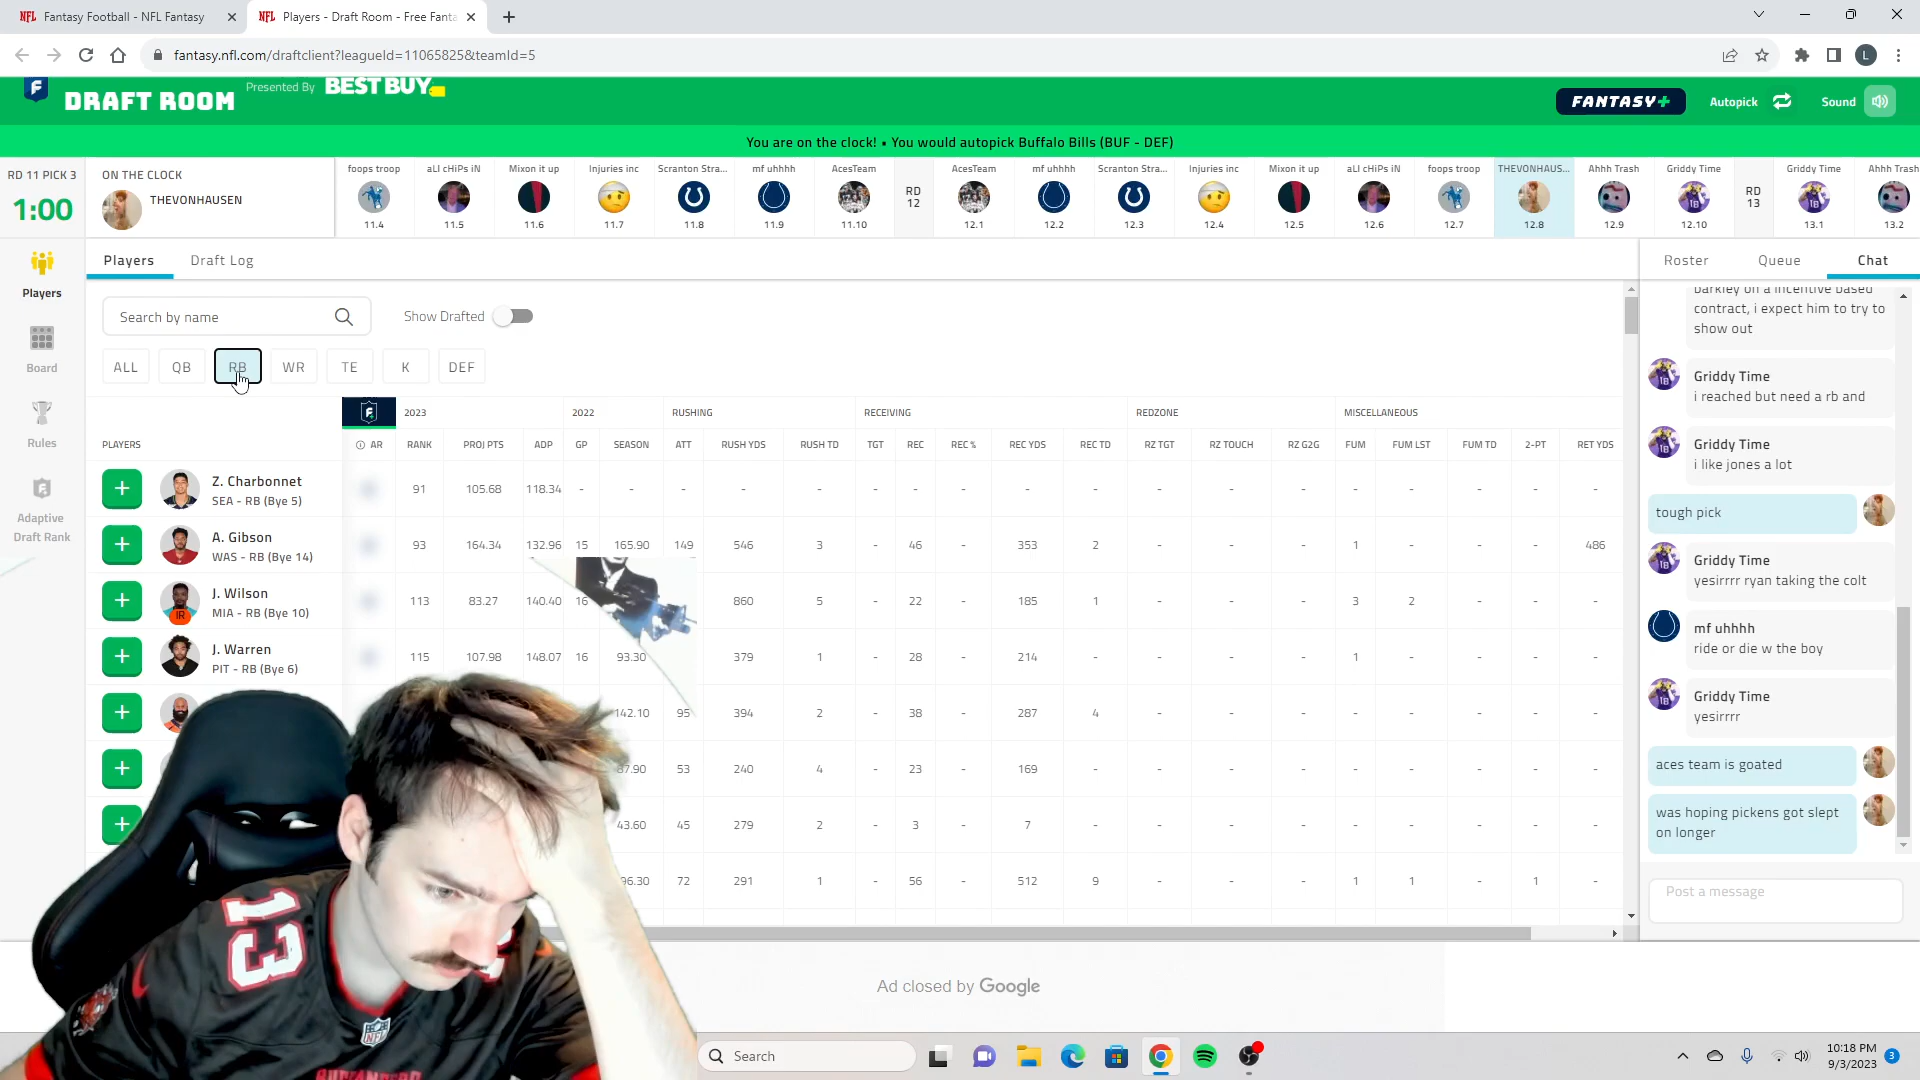 Fantasy Football - NFL Fantasy
Players - Draft Room - Free Fanta
fantasy.nfl.com/draftclient?leagueId=11065825&teamId=5
L
DRAFT ROOM
Presented By
BEST BUY
FANTASY+
Autopick
Sound
You are on the clock! • You would autopick Buffalo Bills (BUF - DEF)
RD 11 PICK 3
1:00
ON THE CLOCK
THEVONHAUSEN
foops troop
11.4
aLl cHiPs iN
11.5
Mixon it up
11.6
Injuries inc
11.7
Scranton Stra...
11.8
mf uhhhh
11.9
AcesTeam
11.10
RD
12
AcesTeam
12.1
mf uhhhh
12.2
Scranton Stra...
12.3
Injuries inc
12.4
Mixon it up
12.5
aLl cHiPs iN
12.6
foops troop
12.7
THEVONHAUS...
12.8
Ahhh Trash
12.9
Griddy Time
12.10
RD
13
Griddy Time
13.1
Ahhh Trash
13.2
Players
Board
Rules
Adaptive
Draft Rank
Players
Draft Log
Search by name
Show Drafted
ALL
QB
RB
WR
TE
K
DEF
2023
2022
RUSHING
RECEIVING
REDZONE
MISCELLANEOUS
PLAYERS AR RANK PROJ PTS ADP GP SEASON ATT RUSH YDS RUSH TD TGT REC REC % REC YDS REC TD RZ TGT RZ TOUCH RZ G2G FUM FUM LST FUM TD 2-PT RET YDS
Z. Charbonnet
SEA - RB (Bye 5)
91 105.68 118.34 - - - - - - - - - - - - - - - - - -
A. Gibson
WAS - RB (Bye 14)
93 164.34 132.96 15 165.90 149 546 3 - 46 - 353 2 - - - 1 - - - 486
J. Wilson
MIA - RB (Bye 10)
IR
113 83.27 140.40 16 860 5 - 22 - 185 1 - - - 3 2 - - -
J. Warren
PIT - RB (Bye 6)
115 107.98 148.07 16 93.30 379 1 - 28 - 214 - - - - 1 - - - -
142.10 95 394 2 - 38 - 287 4 - - - - - - - -
87.90 53 240 4 - 23 - 169 - - - - - - - - -
43.60 45 279 2 - 3 - 7 - - - - - - - - -
96.30 72 291 1 - 56 - 512 9 - - - 1 1 - 1 -
Roster
Queue
Chat
barkley on a incentive based
contract, i expect him to try to
show out
Griddy Time
i reached but need a rb and
Griddy Time
i like jones a lot
tough pick
Griddy Time
yesirrrr ryan taking the colt
mf uhhhh
ride or die w the boy
Griddy Time
yesirrrr
aces team is goated
was hoping pickens got slept
on longer
Post a message
Ad closed by Google
13
NFL
BUCCANEERS
Search
10:18 PM
9/3/2023
3